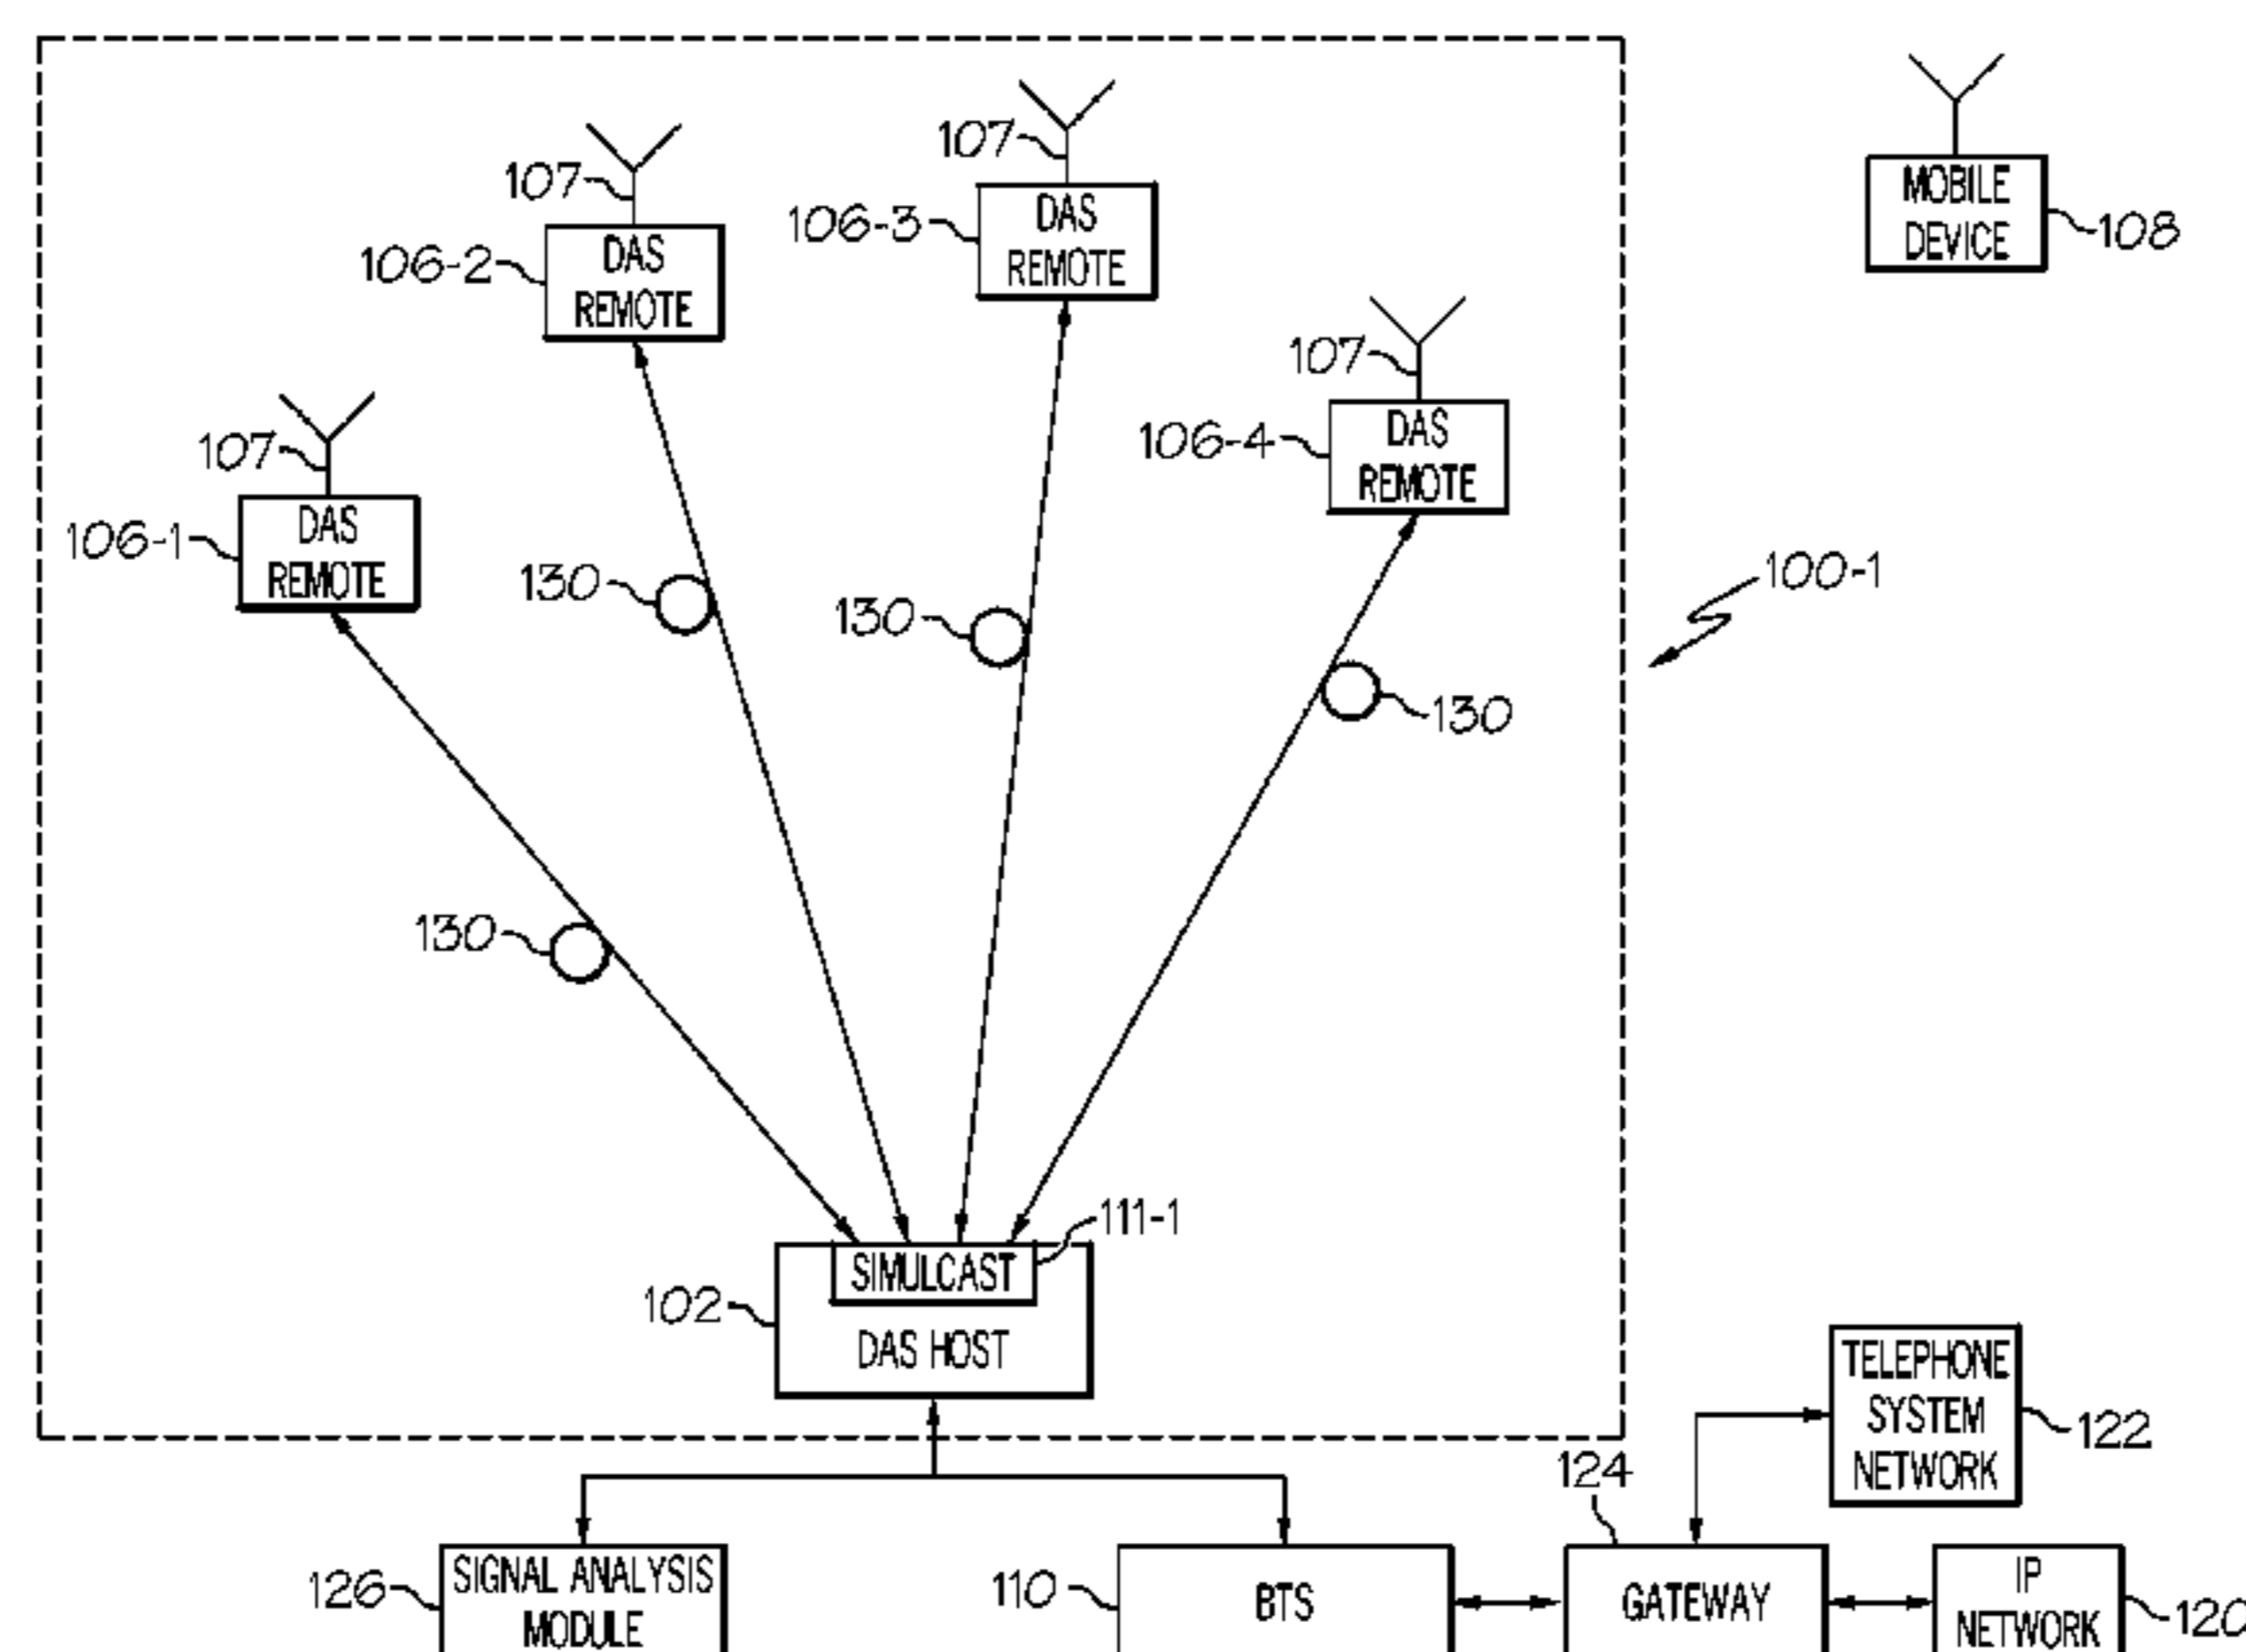 107
DAS
REMOTE
106-3
MOBILE
DEVICE
108
107
DAS
REMOTE
106-2
107
DAS
REMOTE
106-4
107
DAS
REMOTE
106-1
130
130
130
130
100-1
111-1
SIMULCAST
102
DAS HOST
TELEPHONE
SYSTEM
NETWORK
122
124
126
SIGNAL ANALYSIS
MODULE
110
BTS
GATEWAY
IP
NETWORK
120